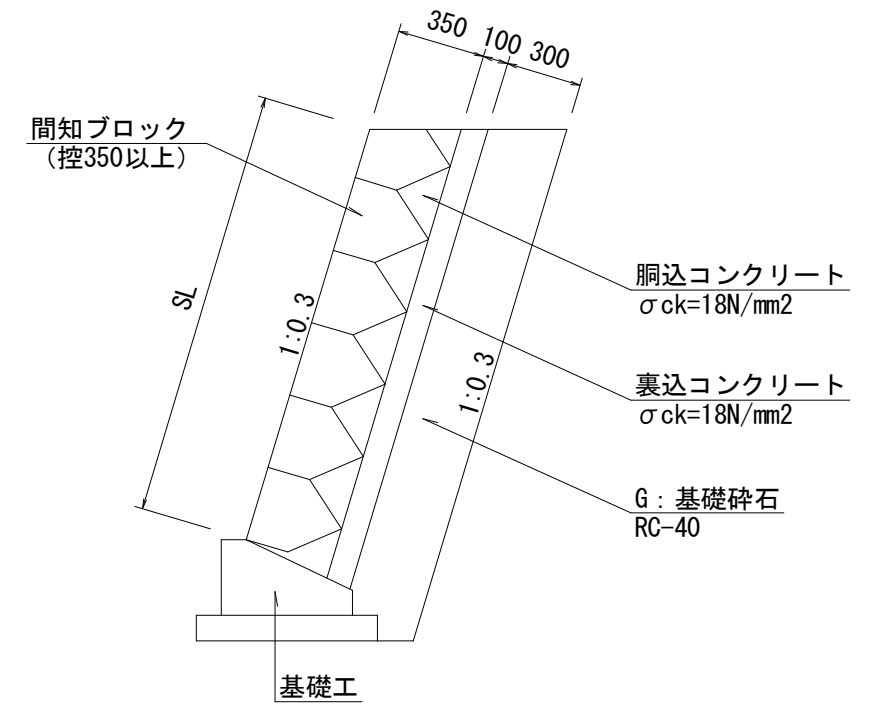 350
100
300
間知ブロック
（控350以上）
SL
1:0.3
1:0.3
胴込コンクリート
σck=18N/mm2
裏込コンクリート
σck=18N/mm2
G：基礎砕石
RC-40
基礎工